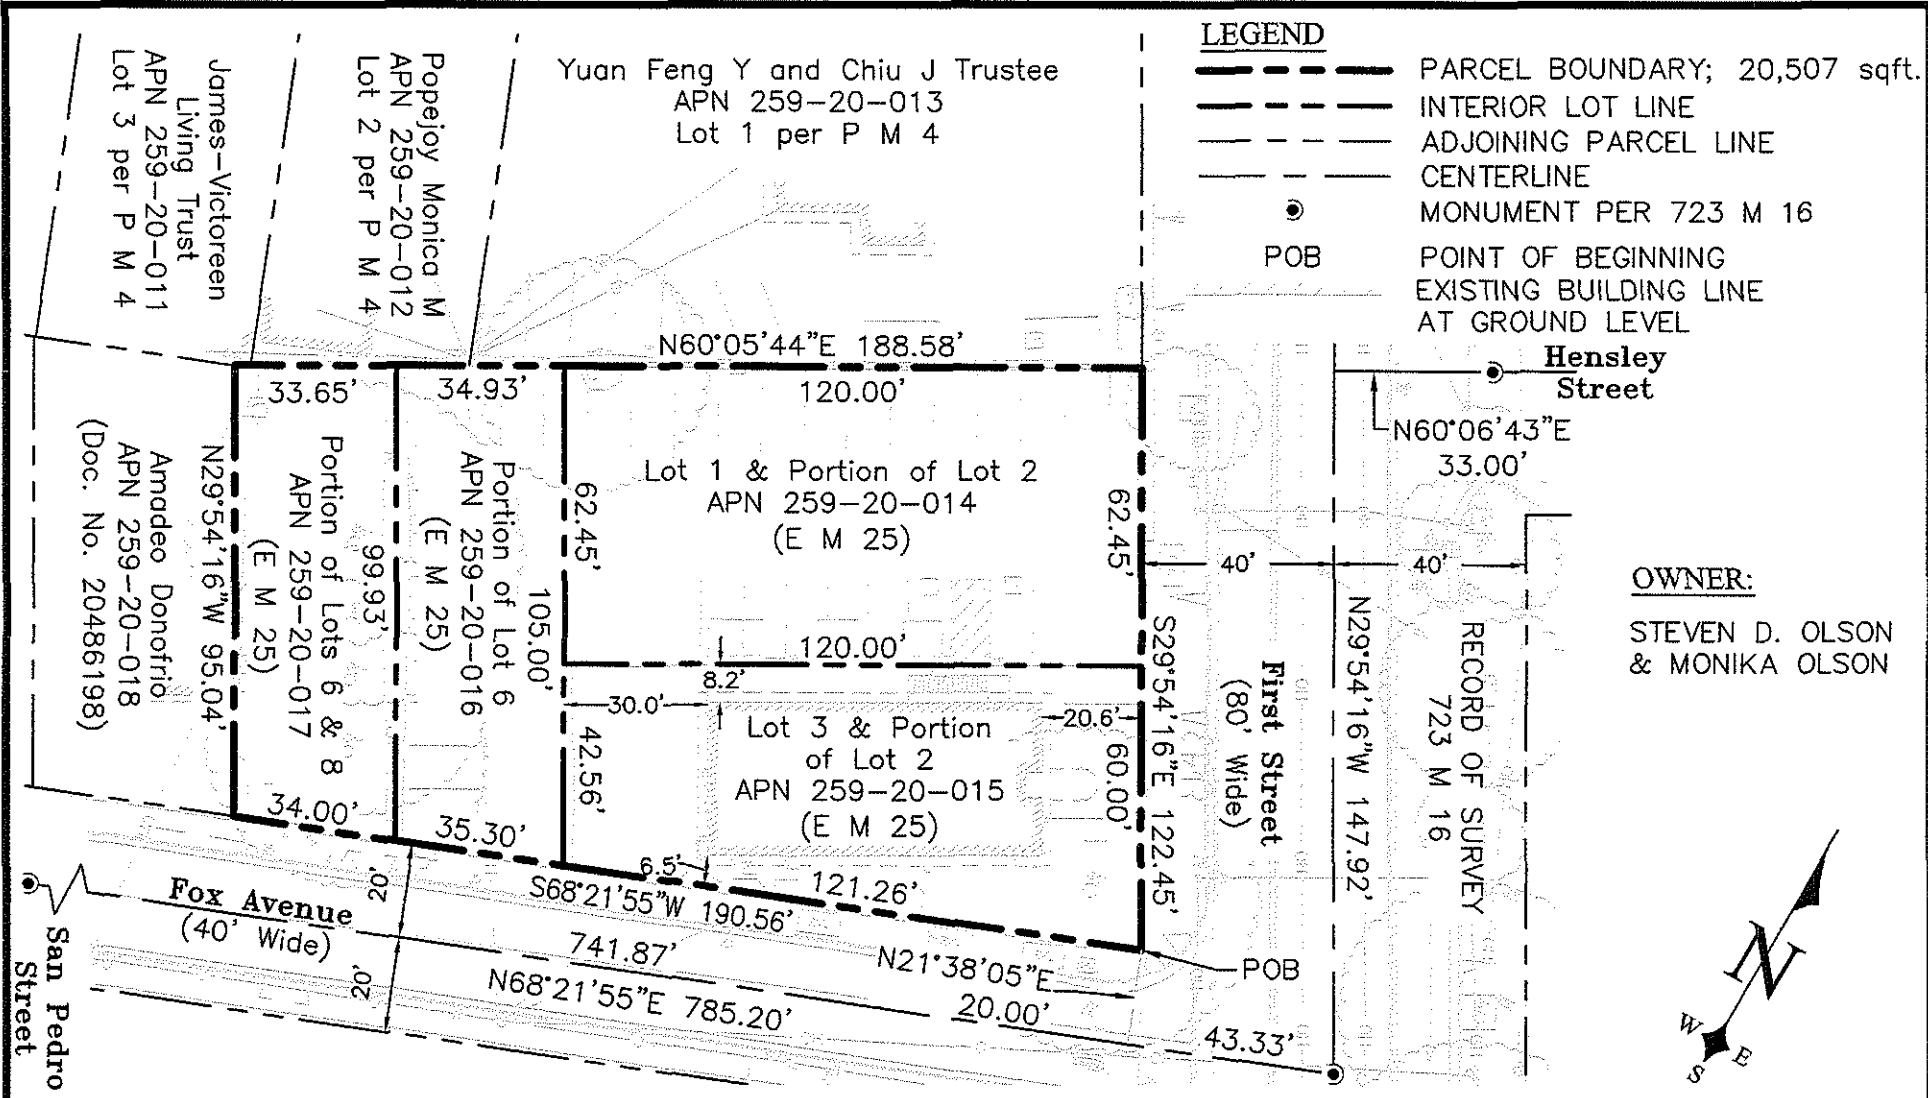 LEGEND
PARCEL BOUNDARY; 20,507 sqft.
INTERIOR LOT LINE
ADJOINING PARCEL LINE
CENTERLINE
MONUMENT PER 723 M 16
POB POINT OF BEGINNING
EXISTING BUILDING LINE
AT GROUND LEVEL
James-Victoreen
Living Trust
APN 259-20-011
Lot 3 per P M 4
Popejoy Monica M
APN 259-20-012
Lot 2 per P M 4
Yuan Feng Y and Chiu J Trustee
APN 259-20-013
Lot 1 per P M 4
N60°05'44"E 188.58'
33.65'
34.93'
120.00'
Hensley
Street
N60°06'43"E
33.00'
Amadeo Donofrio
APN 259-20-018
(Doc. No. 20486198)
N29°54'16"W 95.04'
Portion of Lots 6 & 8
APN 259-20-017
(E M 25)
99.93'
Portion of Lot 6
APN 259-20-016
(E M 25)
105.00'
62.45'
Lot 1 & Portion of Lot 2
APN 259-20-014
(E M 25)
62.45'
40'
40'
120.00'
8.2'
30.0'
20.6'
42.56'
Lot 3 & Portion
of Lot 2
APN 259-20-015
(E M 25)
60.00'
S29°54'16"E 122.45'
First Street
(80' Wide)
N29°54'16"W 147.92'
RECORD OF SURVEY
723 M 16
OWNER:
STEVEN D. OLSON
& MONIKA OLSON
34.00'
35.30'
6.5'
121.26'
S68°21'55"W 190.56'
Fox Avenue
(40' Wide)
20'
20'
741.87'
N68°21'55"E 785.20'
N21°38'05"E
20.00'
POB
43.33'
San Pedro
Street
N
W
E
S